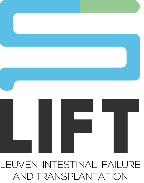 LIFT
LEUVEN INTESTINAL FAILURE
AND TRANSPLANTATION